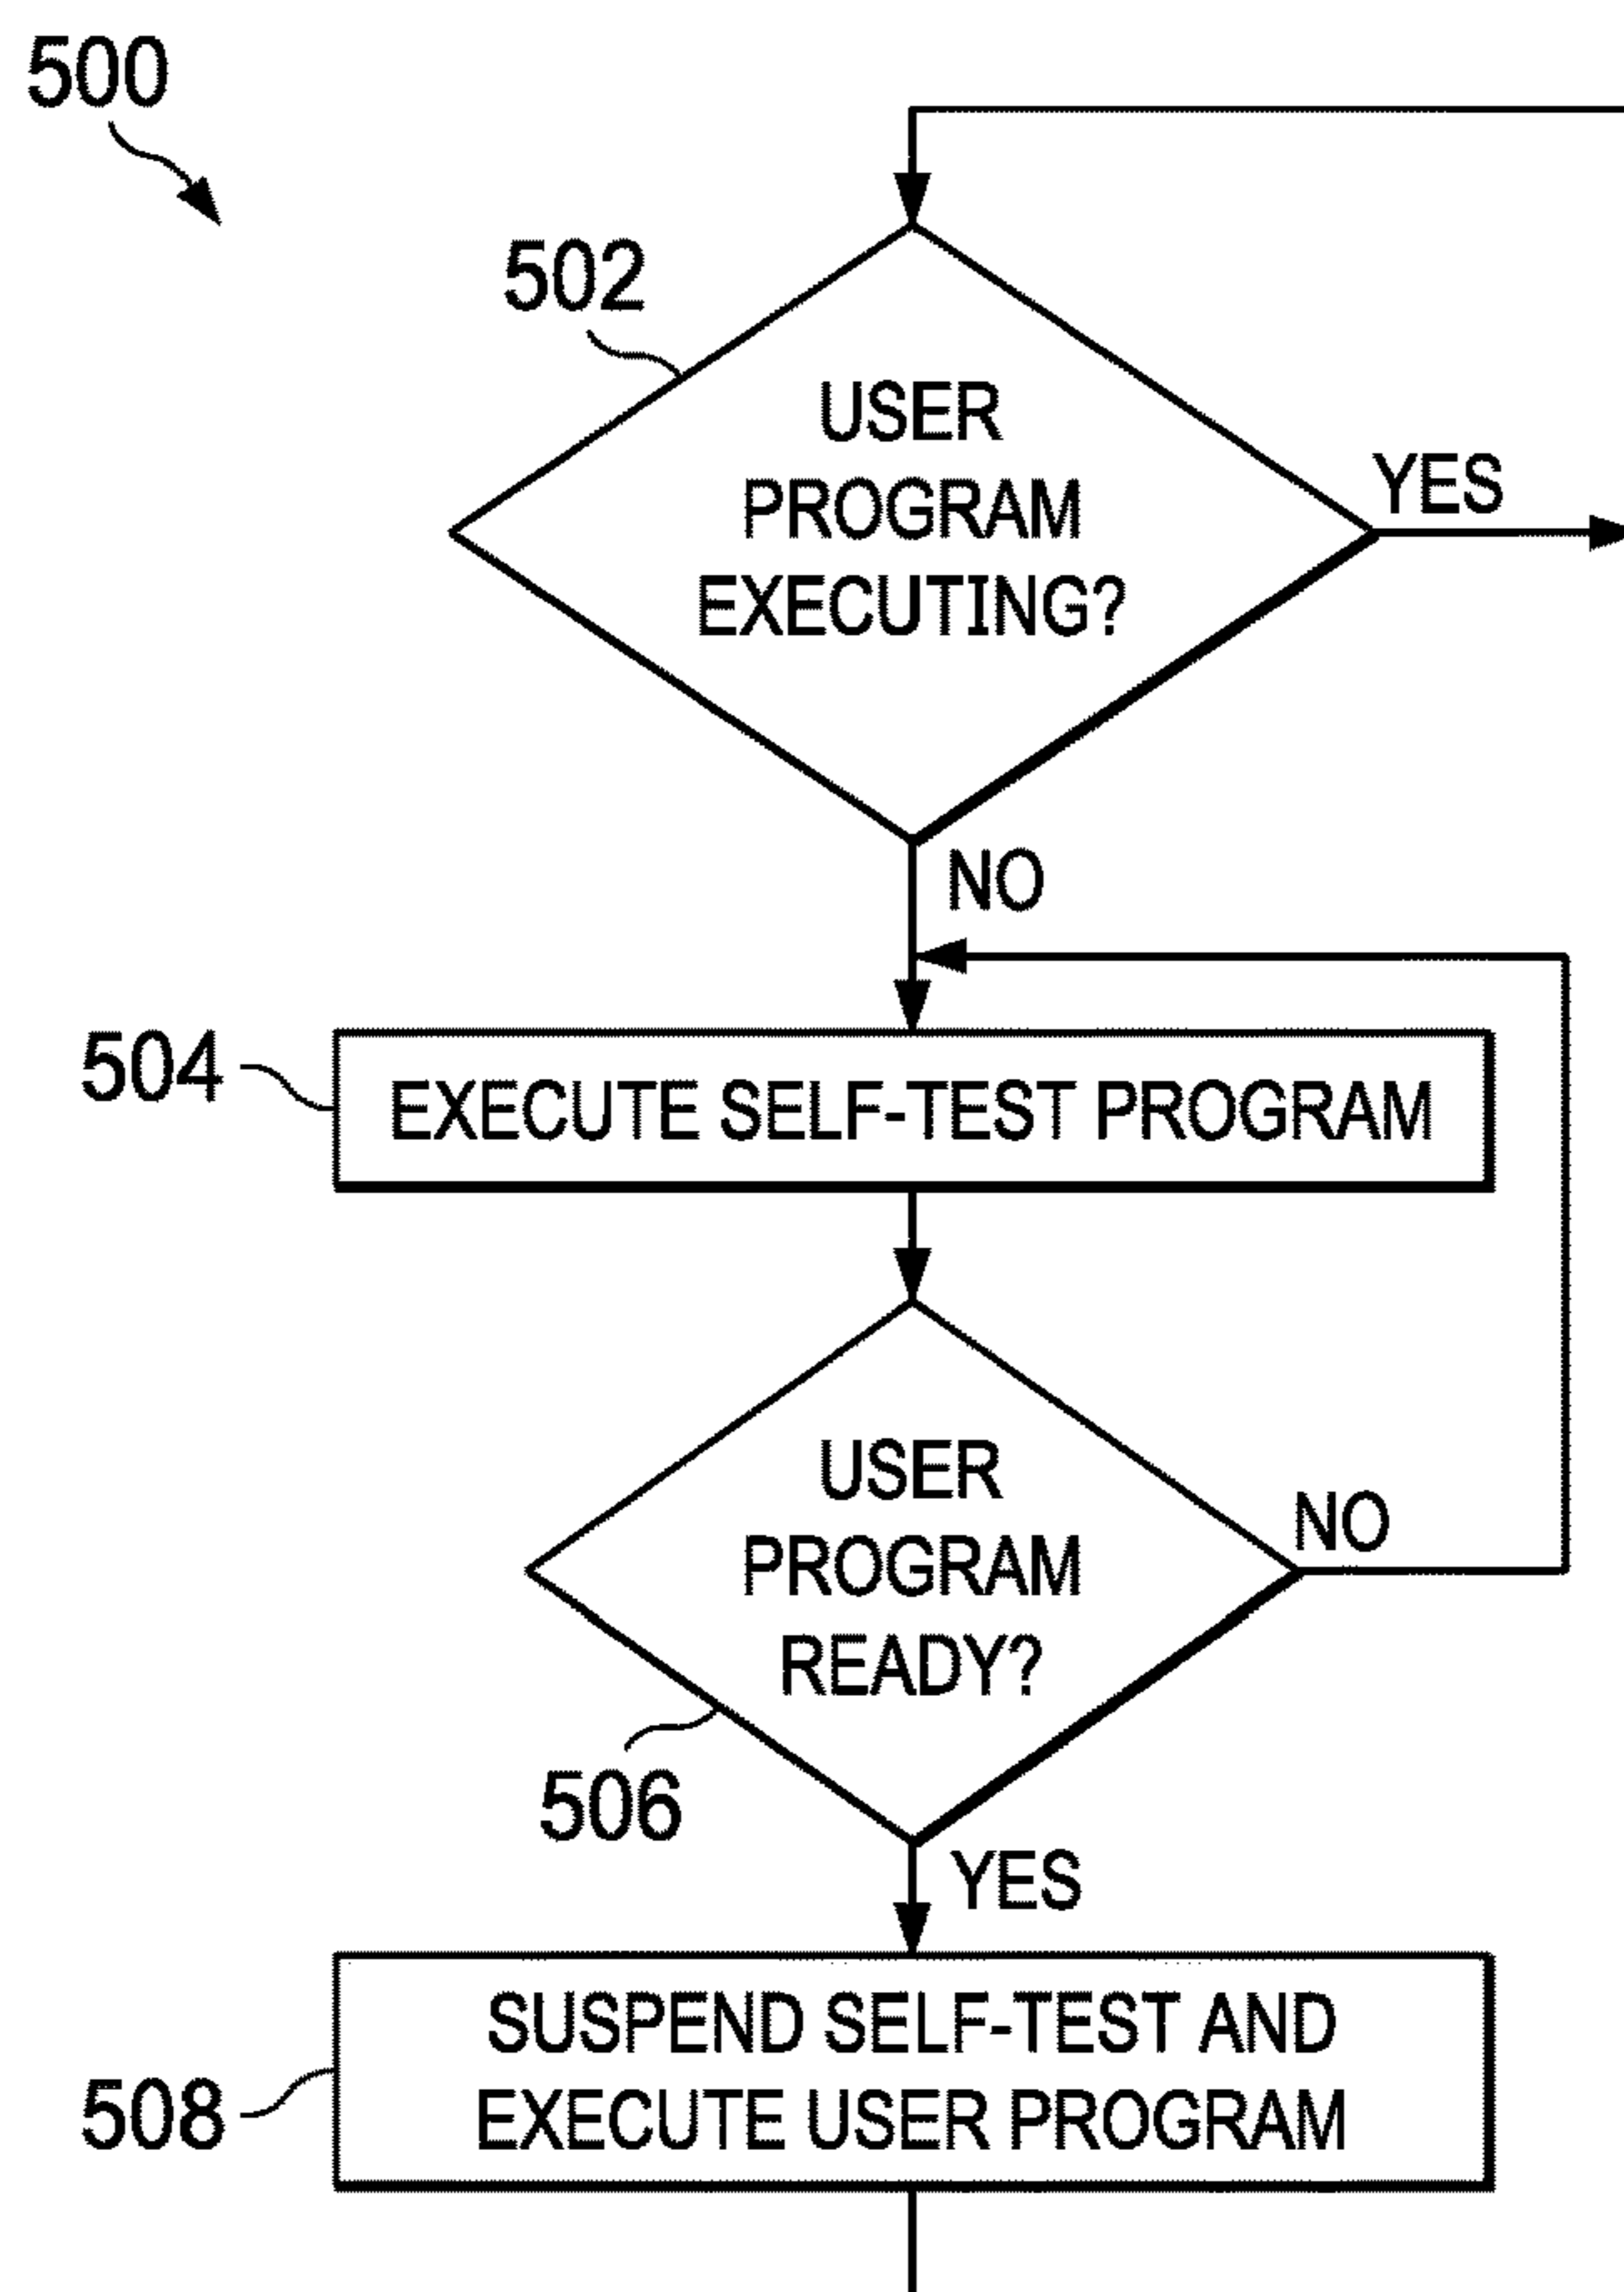 500
502
USER
PROGRAM
EXECUTING?
YES
NO
504
EXECUTE SELF-TEST PROGRAM
USER
PROGRAM
READY?
NO
506
YES
508
SUSPEND SELF-TEST AND
EXECUTE USER PROGRAM